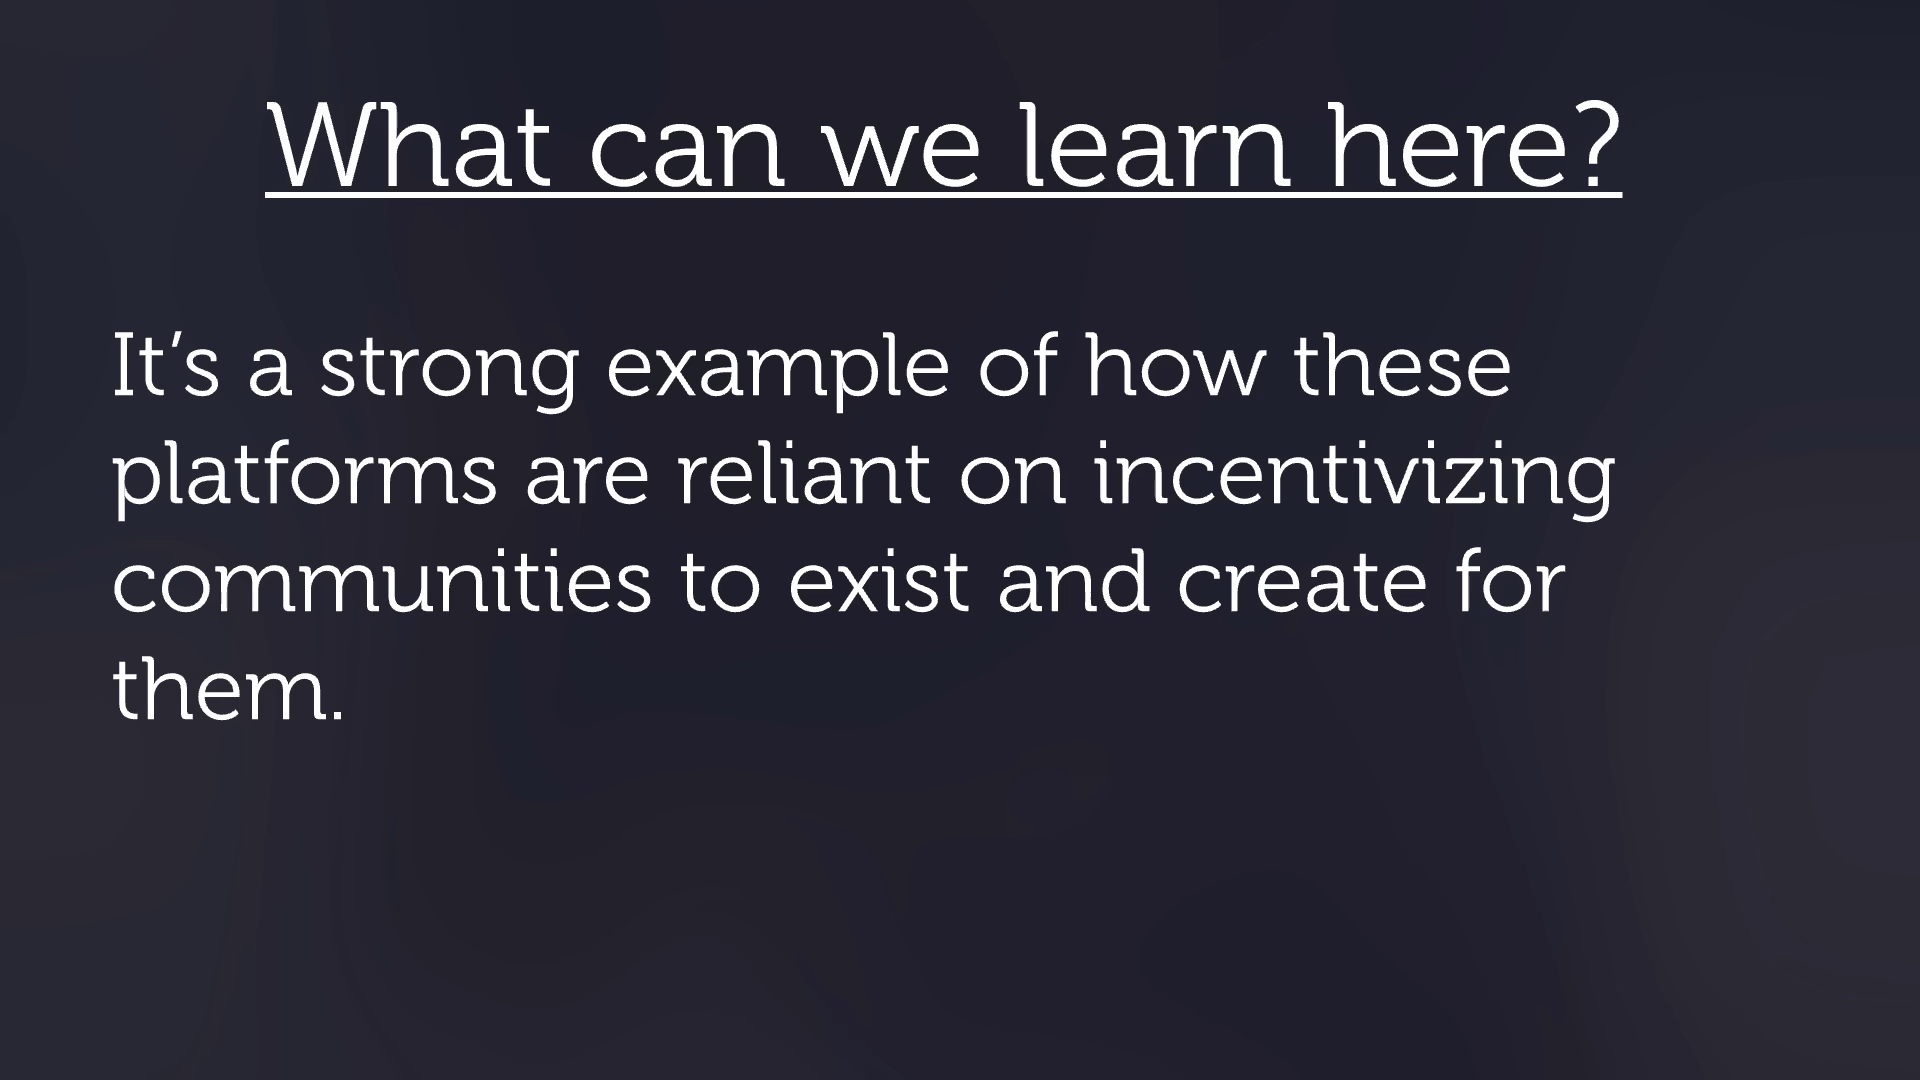 What can we learn here?
It’s a strong example of how these
platforms are reliant on incentivizing
communities to exist and create for
them.